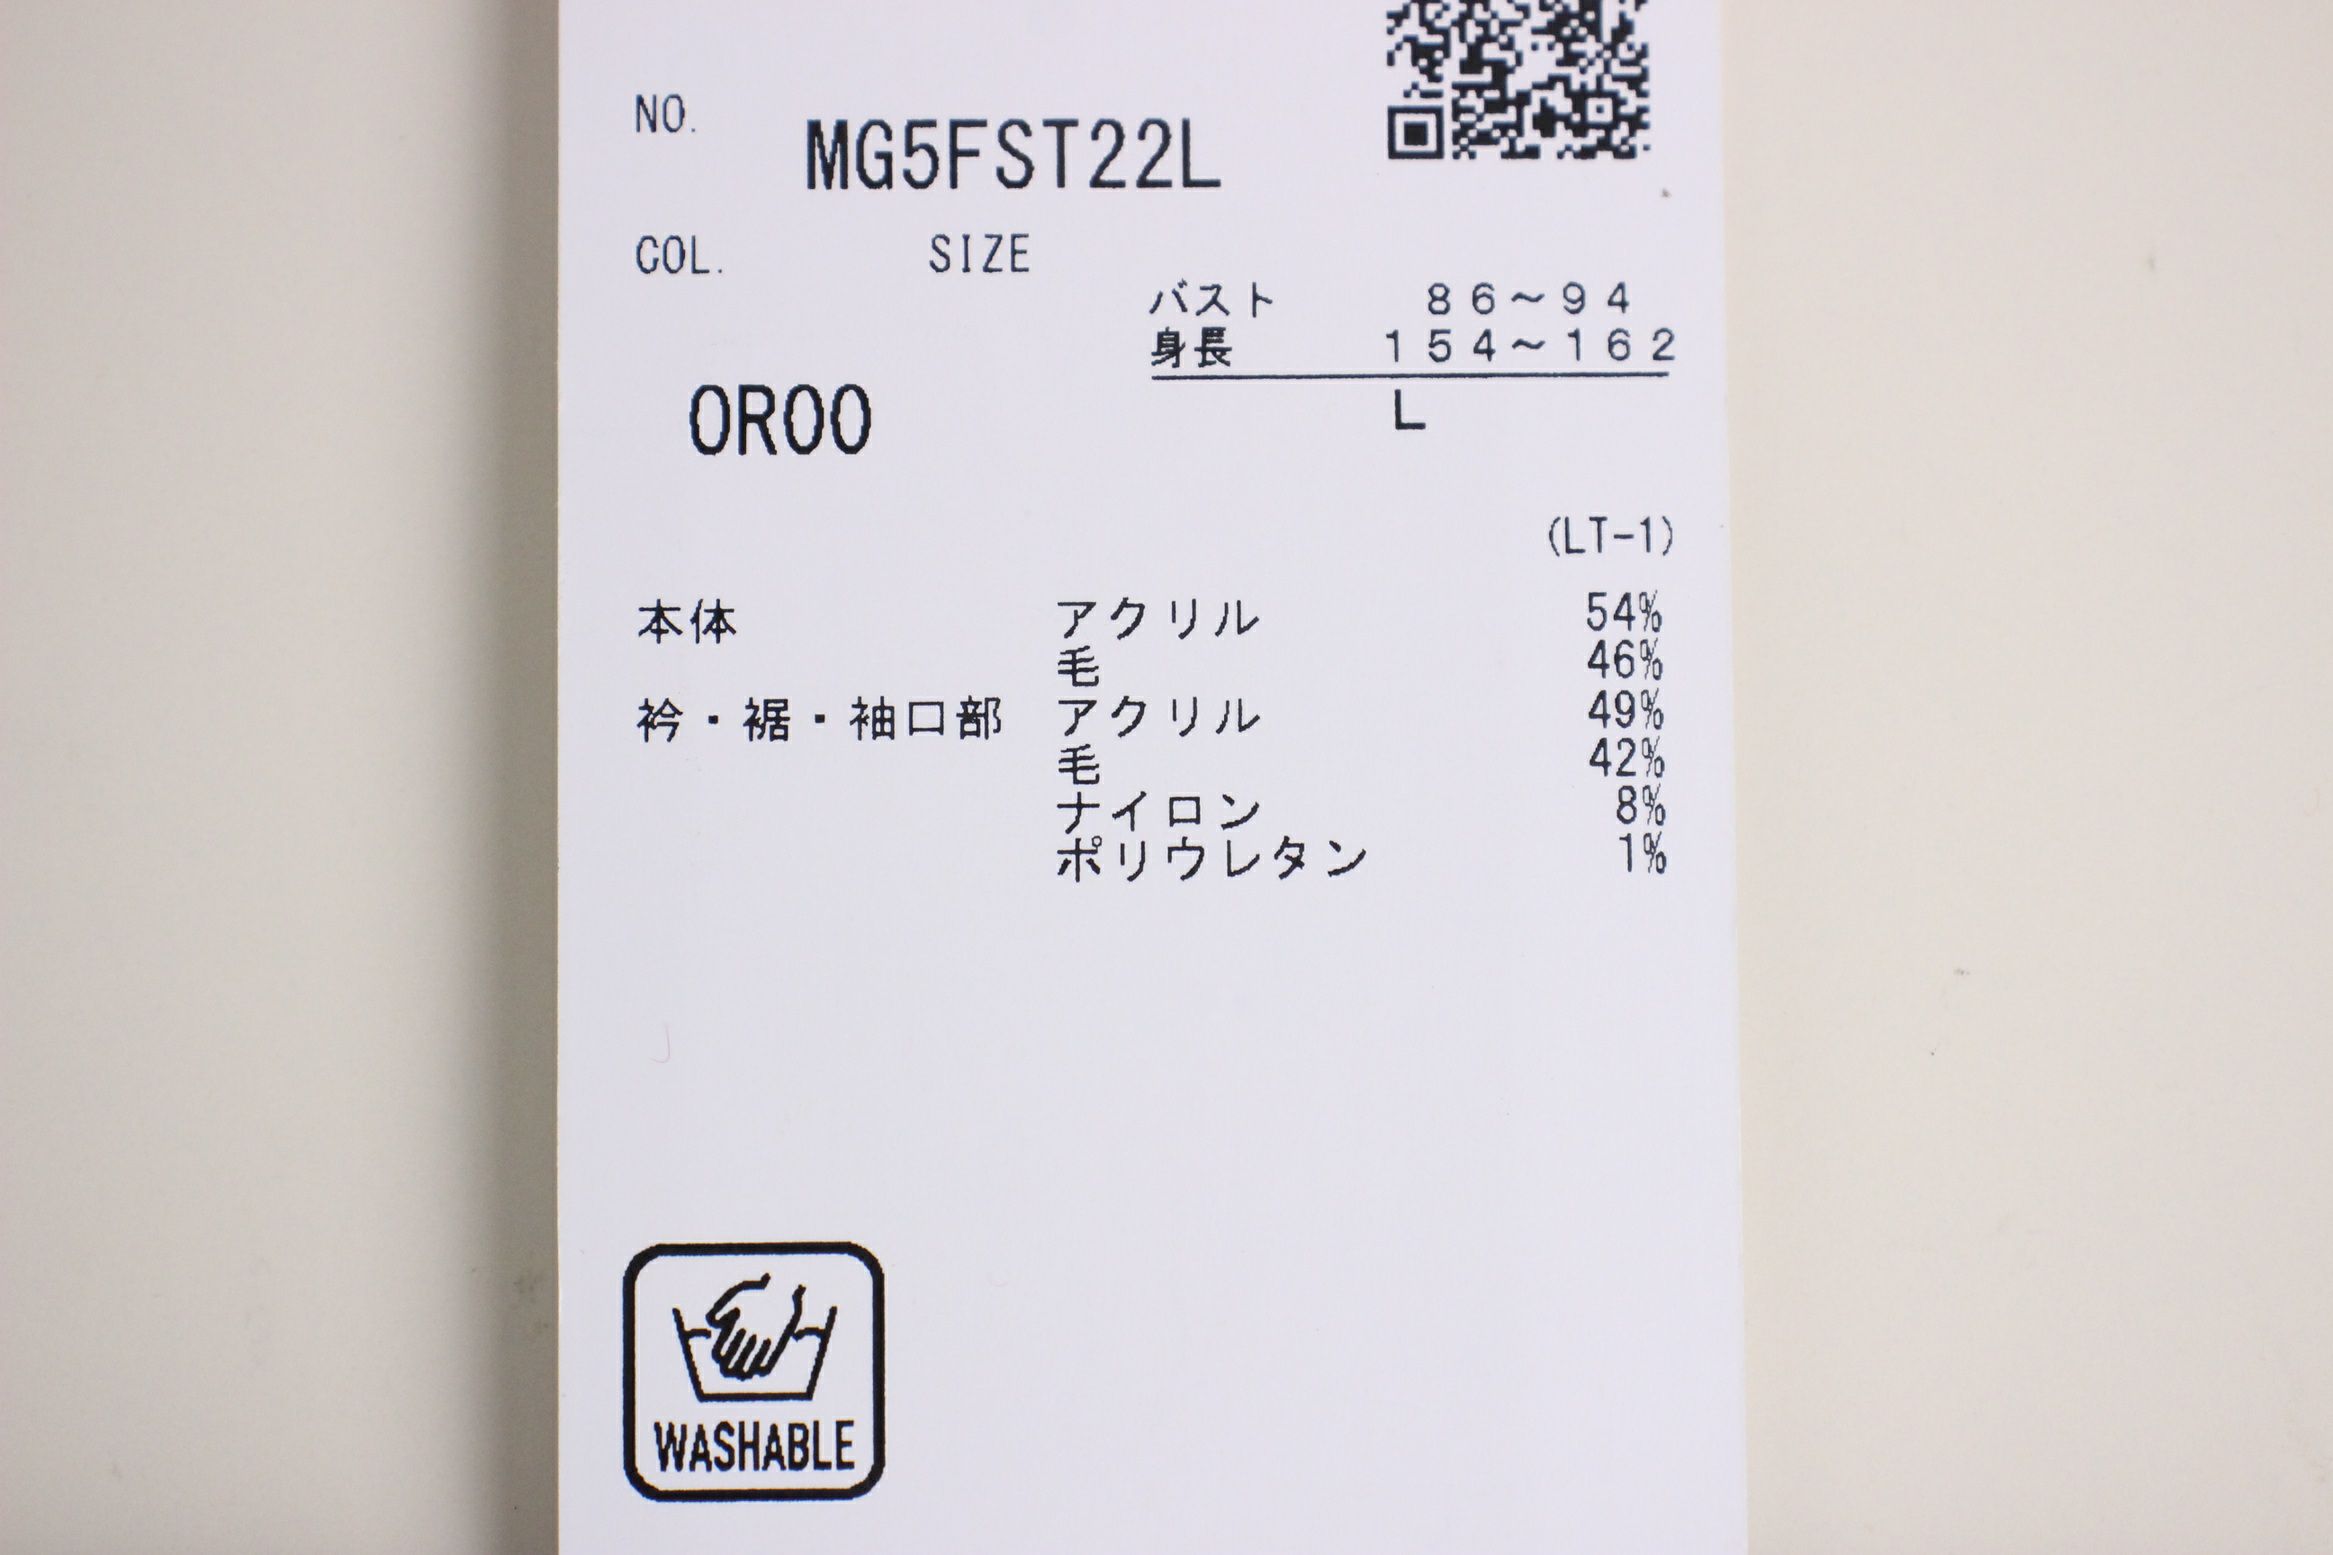 NO.
MG5FST22L
COL. SIZE
バスト 86～94
身長 154～162
OR00 L
(LT-1)
本体 アクリル 54%
毛 46%
衿・裾・袖口部 アクリル 49%
毛 42%
ナイロン 8%
ポリウレタン 1%
WASHABLE